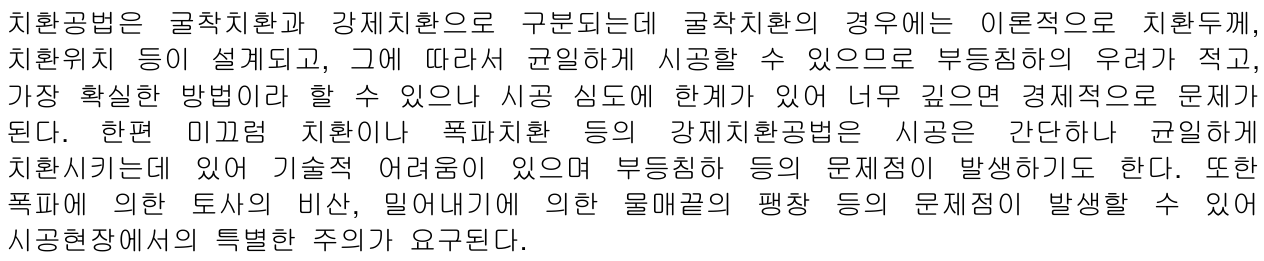 치환공법은 굴착치환과 강제치환으로 구분되는데 굴착치환의 경우에는 이론적으로 치환두께,
치환위치 등이 설계되고, 그에 따라서 균일하게 시공할 수 있으므로 부등침하의 우려가 적고,
가장 확실한 방법이라 할 수 있으나 시공 심도에 한계가 있어 너무 깊으면 경제적으로 문제가
된다. 한편 미끄럼 치환이나 폭파치환 등의 강제치환공법은 시공은 간단하나 균일하게
치환시키는데 있어 기술적 어려움이 있으며 부등침하 등의 문제점이 발생하기도 한다. 또한
폭파에 의한 토사의 비산, 밀어내기에 의한 물매끝의 팽창 등의 문제점이 발생할 수 있어
시공현장에서의 특별한 주의가 요구된다.